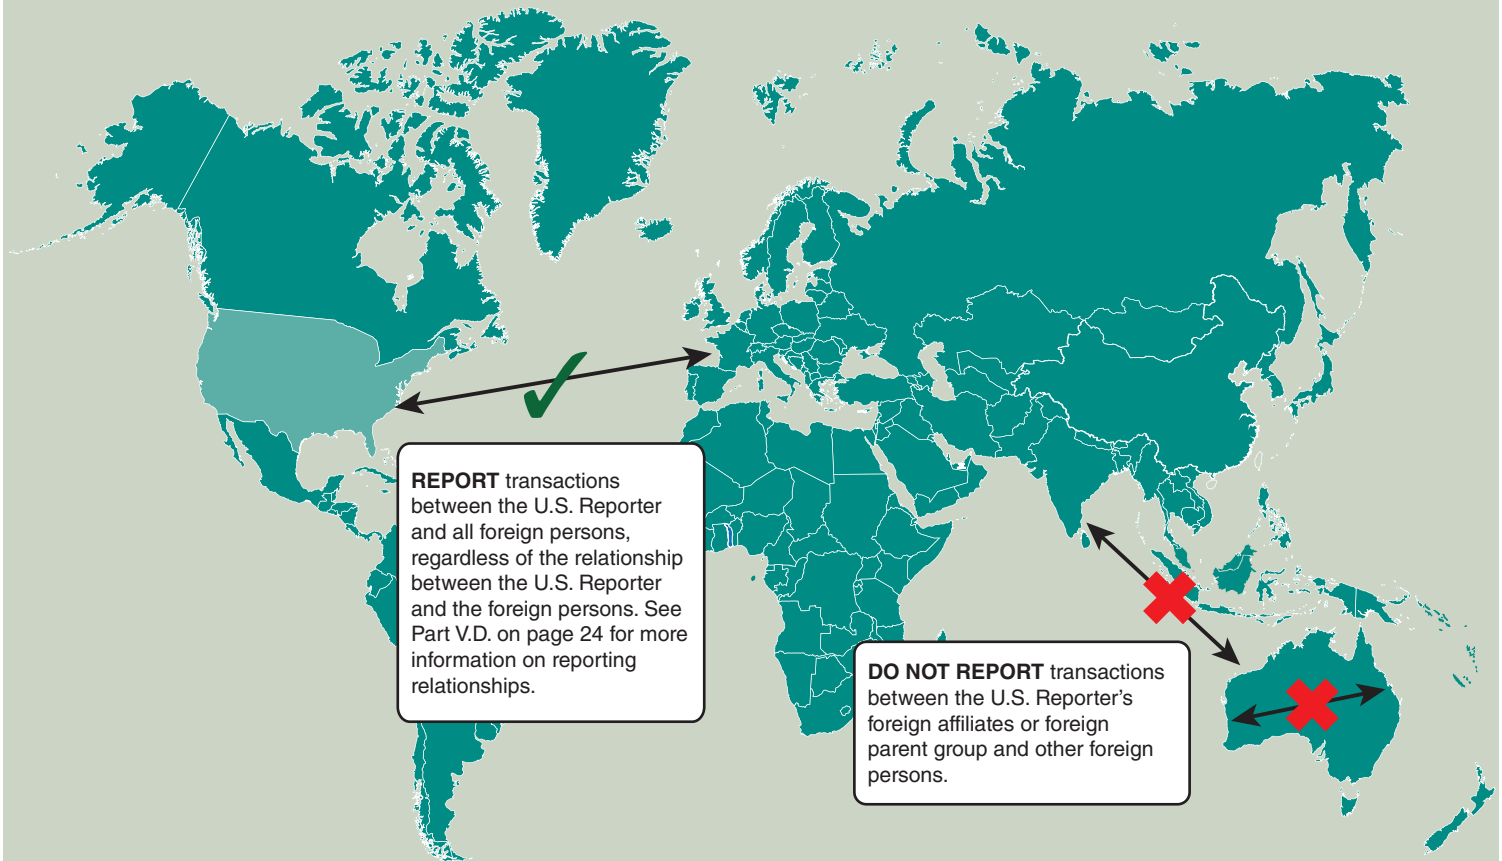 REPORT transactions
between the U.S. Reporter
and all foreign persons,
regardless of the relationship
between the U.S. Reporter
and the foreign persons. See
Part V.D. on page 24 for more
information on reporting
relationships.
DO NOT REPORT transactions
between the U.S. Reporter's
foreign affiliates or foreign
parent group and other foreign
persons.